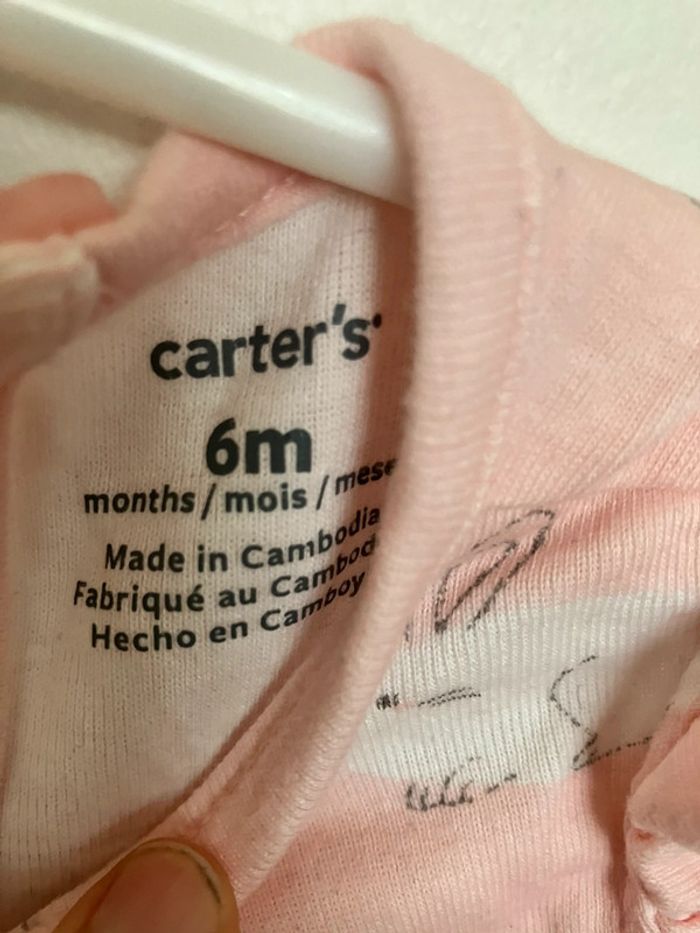 carter's
6m
months / mois / mese
Made in Cambodia
Fabriqué au Cambod
Hecho en Camboy